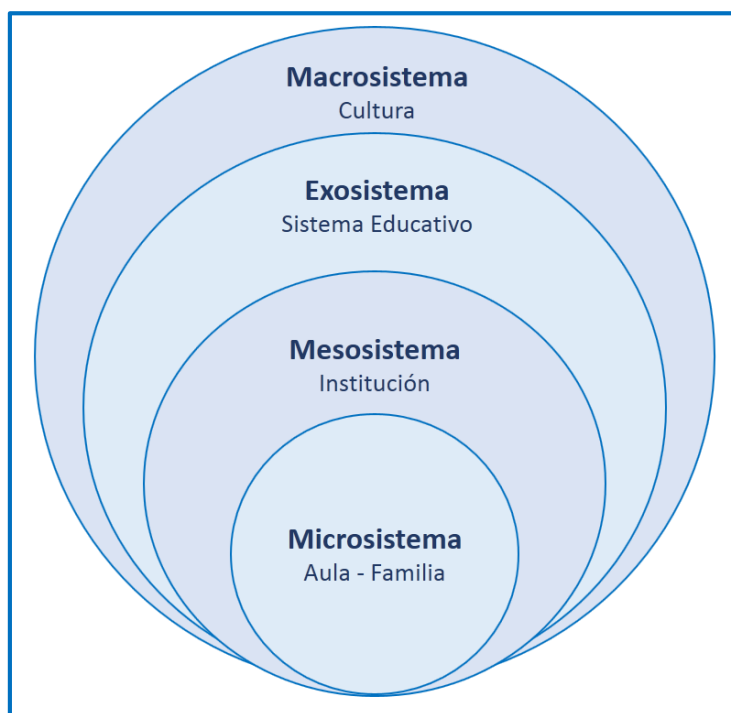 Macrosistema
Cultura
Exosistema
Sistema Educativo
Mesosistema
Institución
Microsistema
Aula - Familia